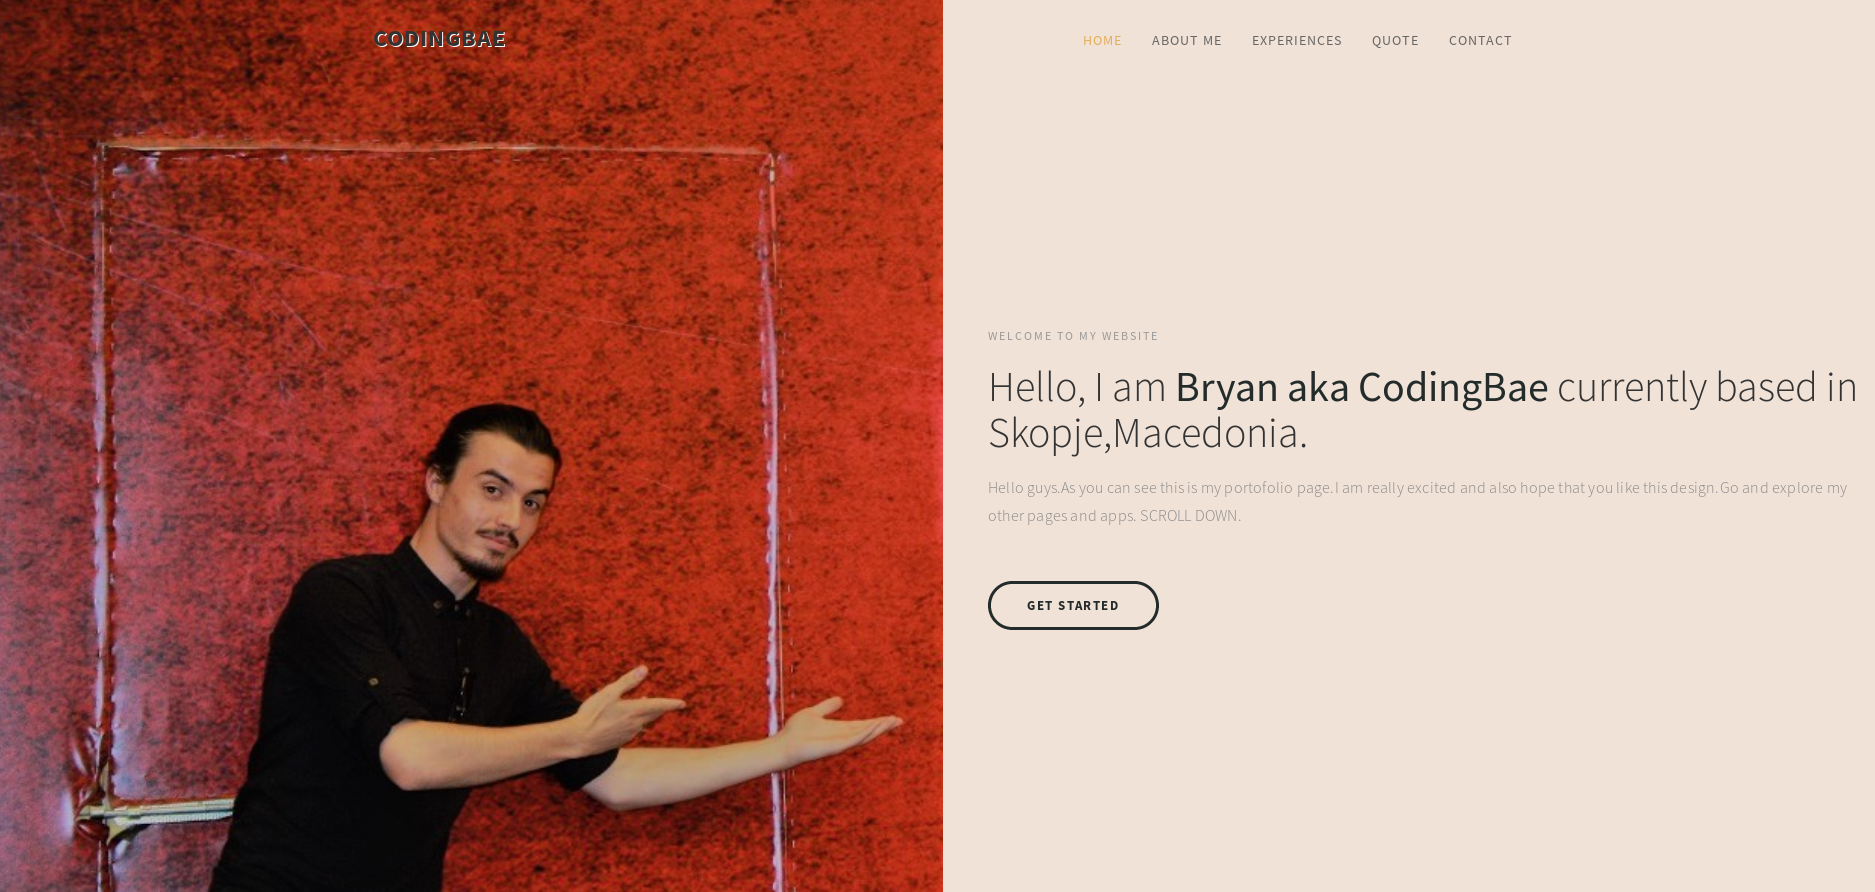 CODINGBAE
HOME ABOUT ME EXPERIENCES QUOTE CONTACT
WELCOME TO MY WEBSITE
Hello, I am Bryan aka CodingBae currently based in
Skopje,Macedonia.
Hello guys.As you can see this is my portofolio page.I am really excited and also hope that you like this design.Go and explore my
other pages and apps. SCROLL DOWN.
GET STARTED